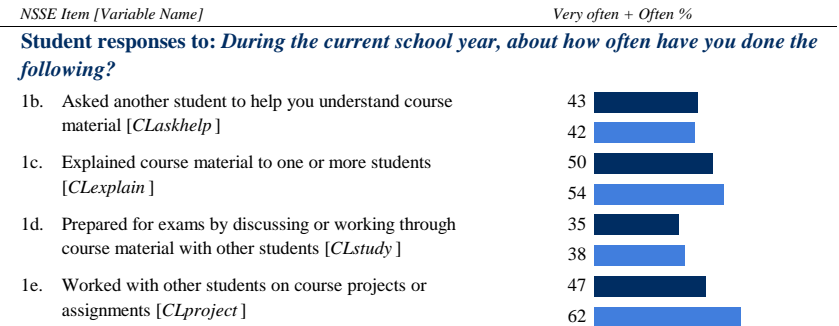 NSSE Item [Variable Name] Very often + Often %
Student responses to: During the current school year, about how often have you done the
following?
1b. Asked another student to help you understand course 43
material [CLaskhelp ] 42
1c. Explained course material to one or more students 50
[CLexplain ] 54
1d. Prepared for exams by discussing or working through 35
course material with other students [CLstudy ] 38
1e. Worked with other students on course projects or 47
assignments [CLproject ] 62